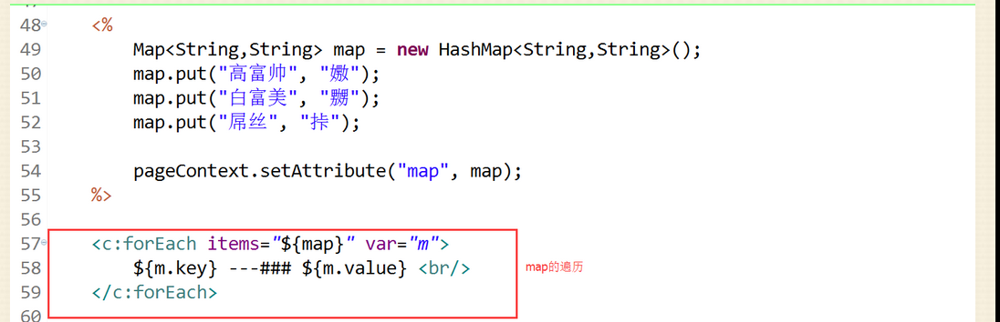 48 <%
49 Map<String,String> map = new HashMap<String,String>();
50 map.put("高富帅", "嫐");
51 map.put("白富美", "嬲");
52 map.put("屌丝", "挊");
53
54 pageContext.setAttribute("map", map);
55 %>
56
57 <c:forEach items="${map}" var="m">
58 ${m.key} ---### ${m.value} <br/>
59 </c:forEach>
map的遍历
60